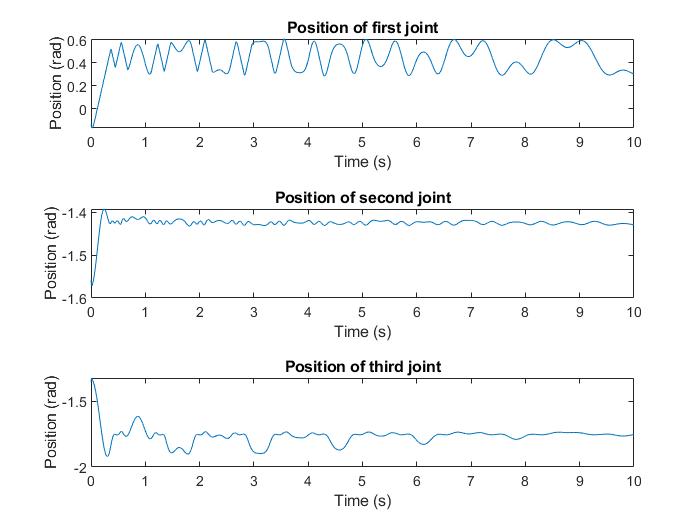 Position of first joint
Position (rad)
0.6
0.4
0.2
0
0 1 2 3 4 5 6 7 8 9 10
Time (s)
Position of second joint
Position (rad)
-1.4
-1.5
-1.6
0 1 2 3 4 5 6 7 8 9 10
Time (s)
Position of third joint
Position (rad)
-1.5
-2
0 1 2 3 4 5 6 7 8 9 10
Time (s)